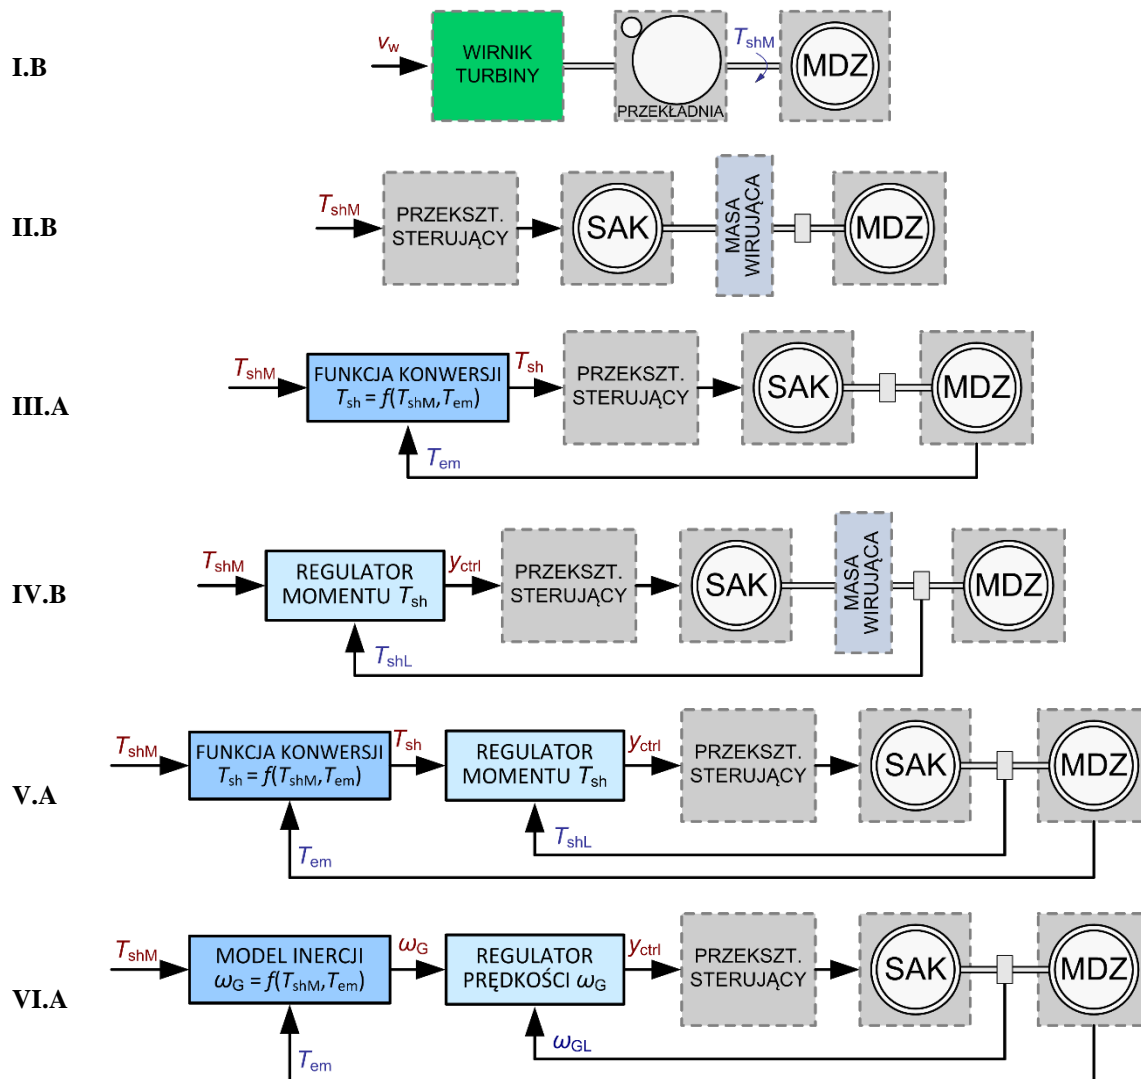 I.B
v_w
WIRNIK
TURBINY
PRZEKŁADNIA
T_shM
MDZ
II.B
T_shM
PRZEKSZT.
STERUJĄCY
SAK
MASA
WIRUJĄCA
MDZ
III.A
T_shM
FUNKCJA KONWERSJI
T_sh = f(T_shM, T_em)
T_sh
PRZEKSZT.
STERUJĄCY
SAK
MDZ
T_em
IV.B
T_shM
REGULATOR
MOMENTU T_sh
y_ctrl
PRZEKSZT.
STERUJĄCY
SAK
MASA
WIRUJĄCA
MDZ
T_shL
V.A
T_shM
FUNKCJA KONWERSJI
T_sh = f(T_shM, T_em)
T_sh
REGULATOR
MOMENTU T_sh
y_ctrl
PRZEKSZT.
STERUJĄCY
SAK
MDZ
T_shL
T_em
VI.A
T_shM
MODEL INERCJI
ω_G = f(T_shM, T_em)
ω_G
REGULATOR
PRĘDKOŚCI ω_G
y_ctrl
PRZEKSZT.
STERUJĄCY
SAK
MDZ
ω_GL
T_em